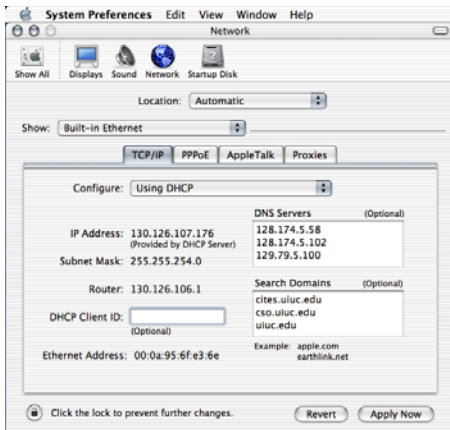 System Preferences Edit View Window Help
Network
Show All Displays Sound Network Startup Disk
Location: Automatic
Show: Built-in Ethernet
TCP/IP PPPoE AppleTalk Proxies
Configure: Using DHCP
DNS Servers (Optional)
IP Address: 130.126.107.176
(Provided by DHCP Server)
128.174.5.58
128.174.5.102
129.79.5.100
Subnet Mask: 255.255.254.0
Router: 130.126.106.1
Search Domains (Optional)
cites.uiuc.edu
cso.uiuc.edu
uiuc.edu
DHCP Client ID:
(Optional)
Example: apple.com
earthlink.net
Ethernet Address: 00:0a:95:6f:e3:6e
Click the lock to prevent further changes.
Revert Apply Now